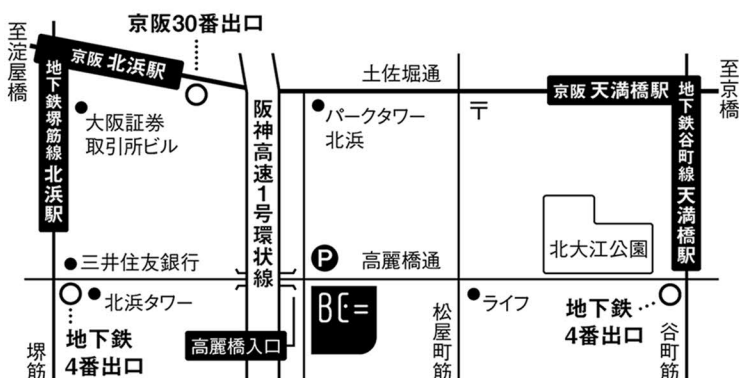 京阪30番出口
至淀屋橋
京阪 北浜駅
地下鉄堺筋線 北浜駅
大阪証券
取引所ビル
阪神高速1号環状線
土佐堀通
パークタワー
北浜
〒
京阪 天満橋駅
地下鉄谷町線 天満橋駅
至京橋
北大江公園
三井住友銀行
P
高麗橋通
北浜タワー
地下鉄
4番出口
堺筋
高麗橋入口
BE=
松屋町筋
ライフ
地下鉄
4番出口
谷町筋